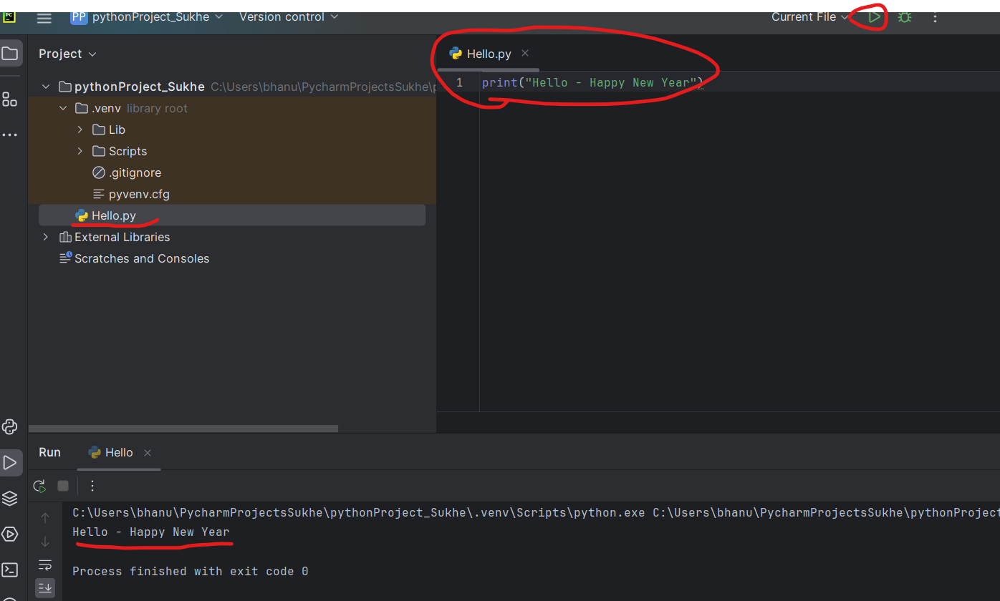 PC
PP pythonProject_Sukhe Version control Current File
Project
pythonProject_Sukhe C:\Users\bhanu\PycharmProjectsSukhe\p
.venv library root
Lib
Scripts
.gitignore
pyvenv.cfg
Hello.py
External Libraries
Scratches and Consoles
Hello.py
1 print("Hello - Happy New Year")
Run Hello
C:\Users\bhanu\PycharmProjectsSukhe\pythonProject_Sukhe\.venv\Scripts\python.exe C:\Users\bhanu\PycharmProjectsSukhe\pythonProject
Hello - Happy New Year
Process finished with exit code 0